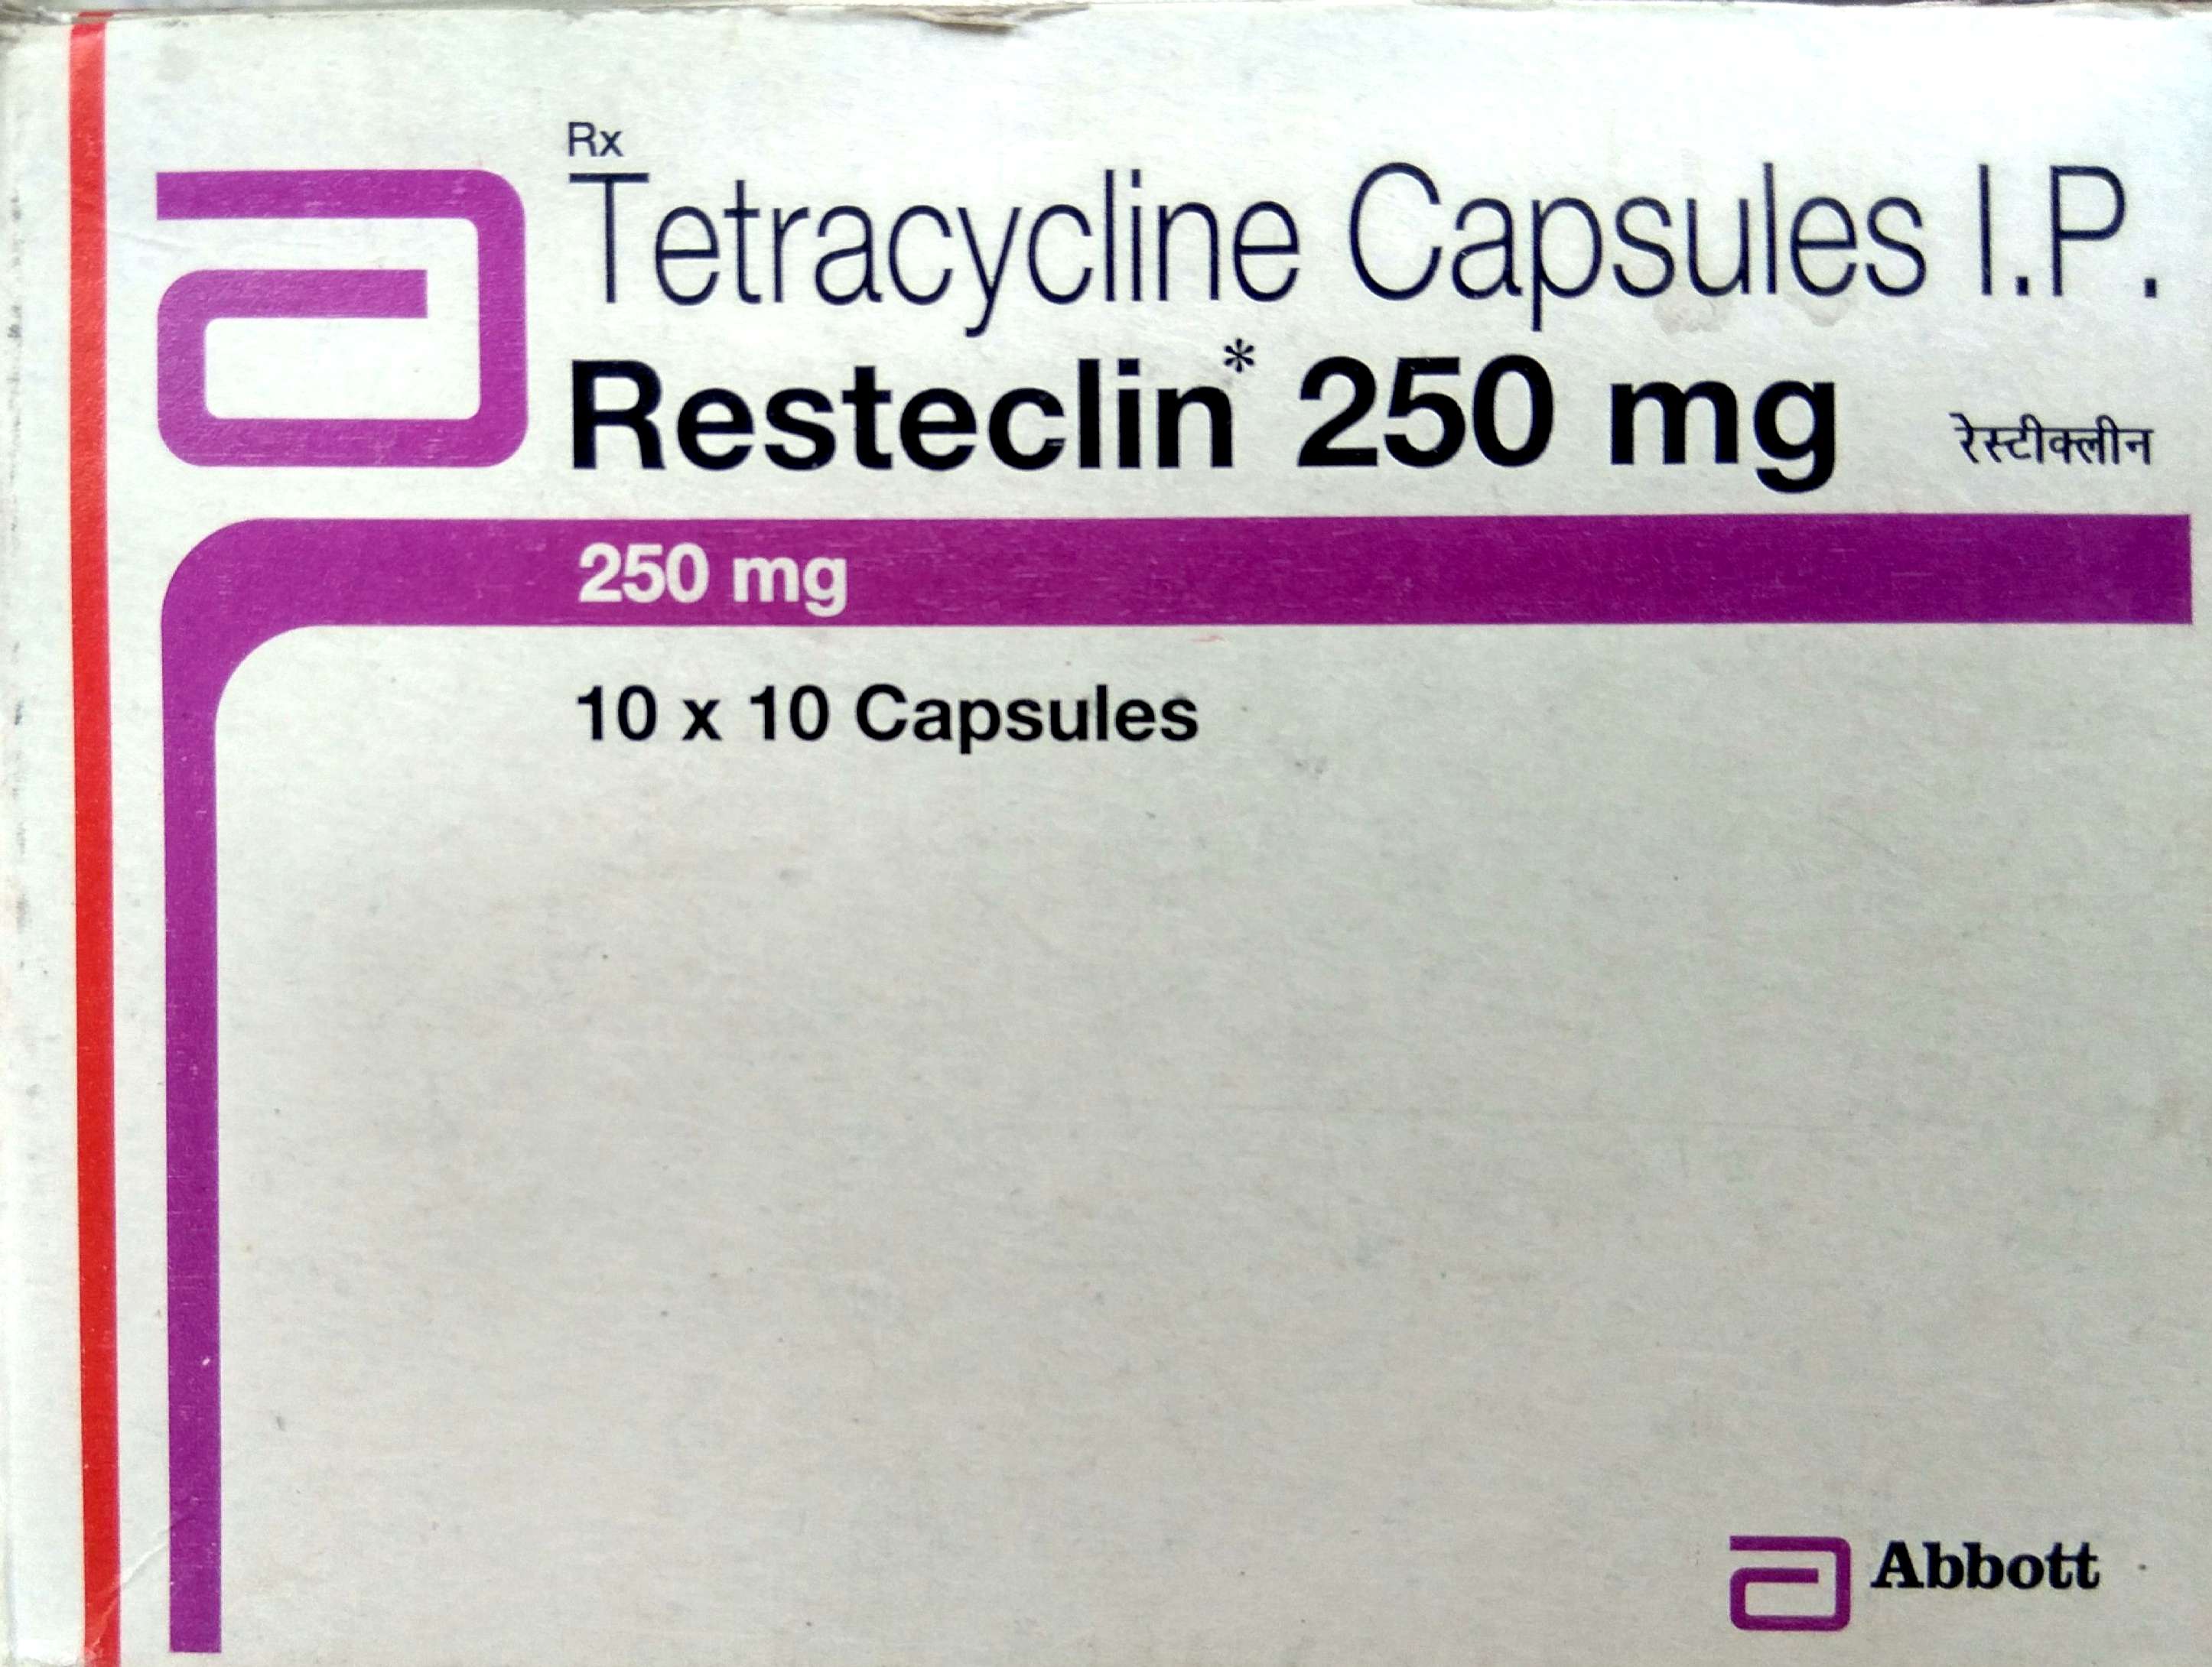 Rx
Tetracycline Capsules I.P.
Resteclin* 250 mg रेस्टीक्लीन
250 mg
10 x 10 Capsules
a Abbott